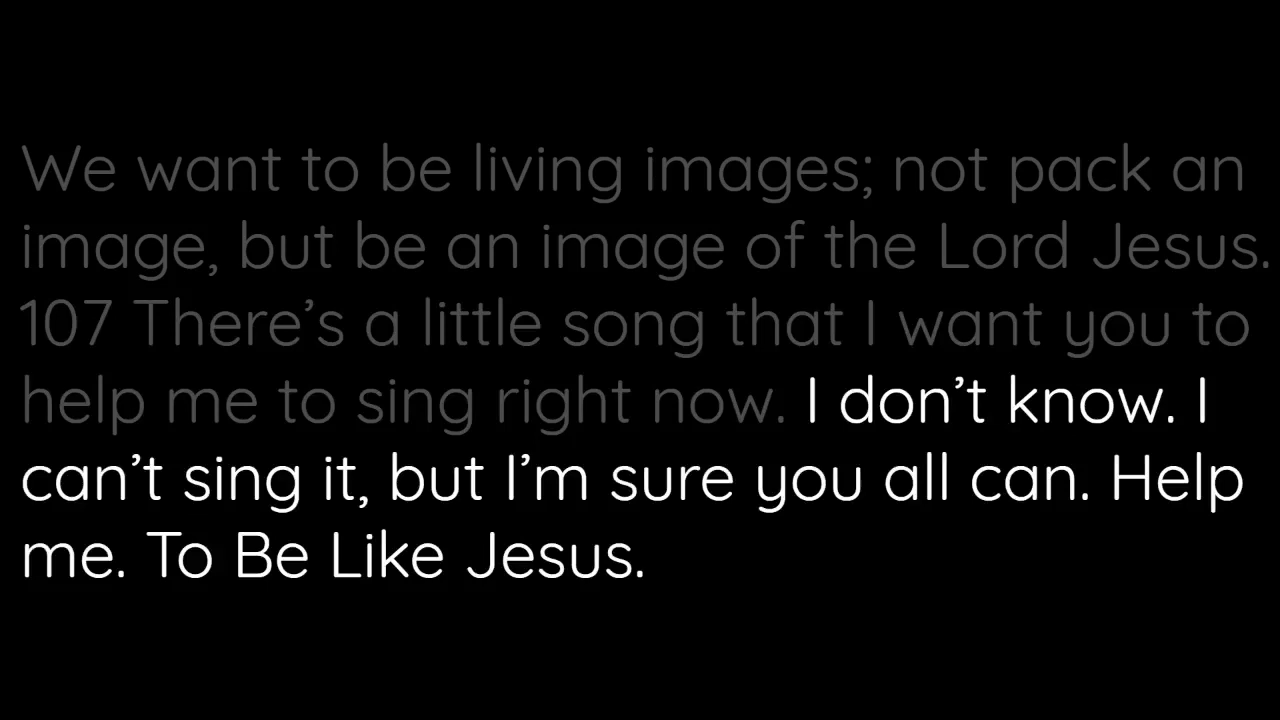 We want to be living images; not pack an
image, but be an image of the Lord Jesus.
107 There’s a little song that I want you to
help me to sing right now. I don’t know. I
can’t sing it, but I’m sure you all can. Help
me. To Be Like Jesus.